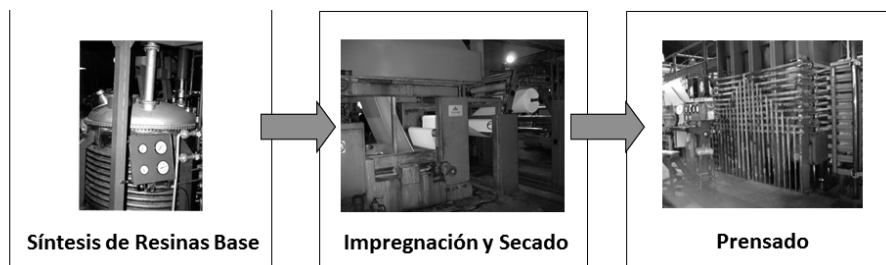 Síntesis de Resinas Base
Impregnación y Secado
Prensado